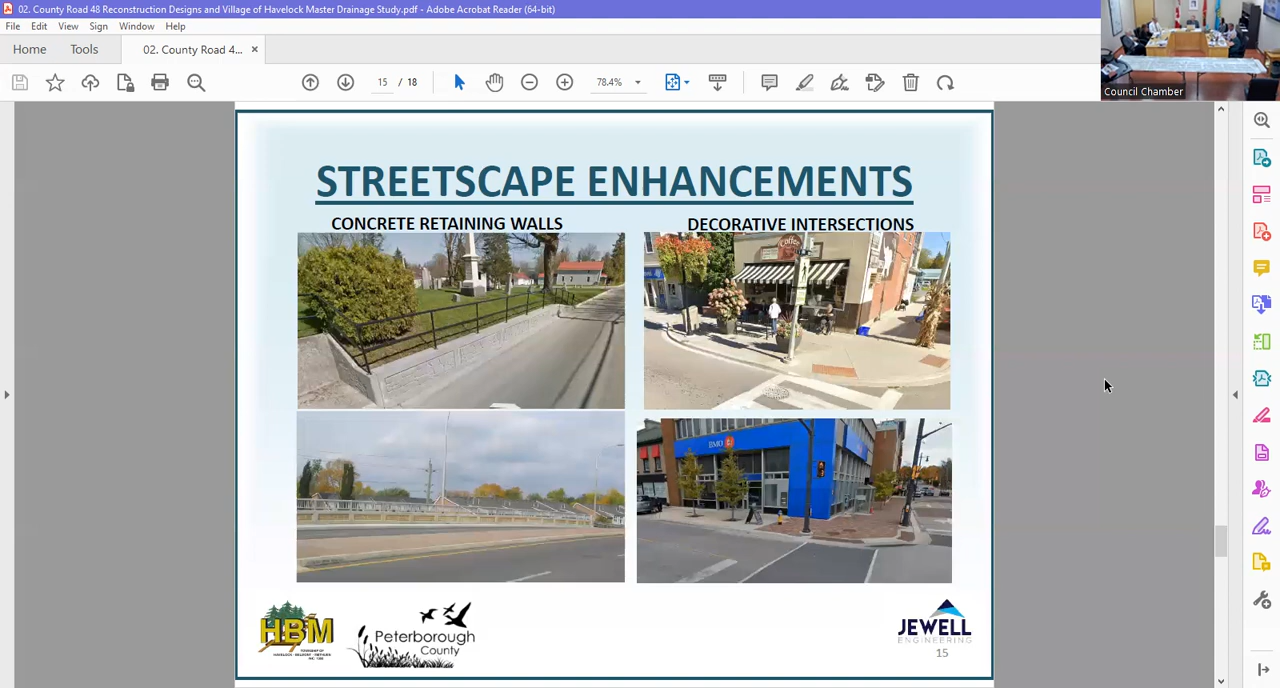 02. County Road 48 Reconstruction Designs and Village of Havelock Master Drainage Study.pdf - Adobe Acrobat Reader (64-bit)
File Edit View Sign Window Help
Home Tools 02. County Road 4... ×
15 / 18 78.4%
Council Chamber
STREETSCAPE ENHANCEMENTS
CONCRETE RETAINING WALLS
DECORATIVE INTERSECTIONS
Coffee
BMO
HBM
Peterborough
County
JEWELL
ENGINEERING
15